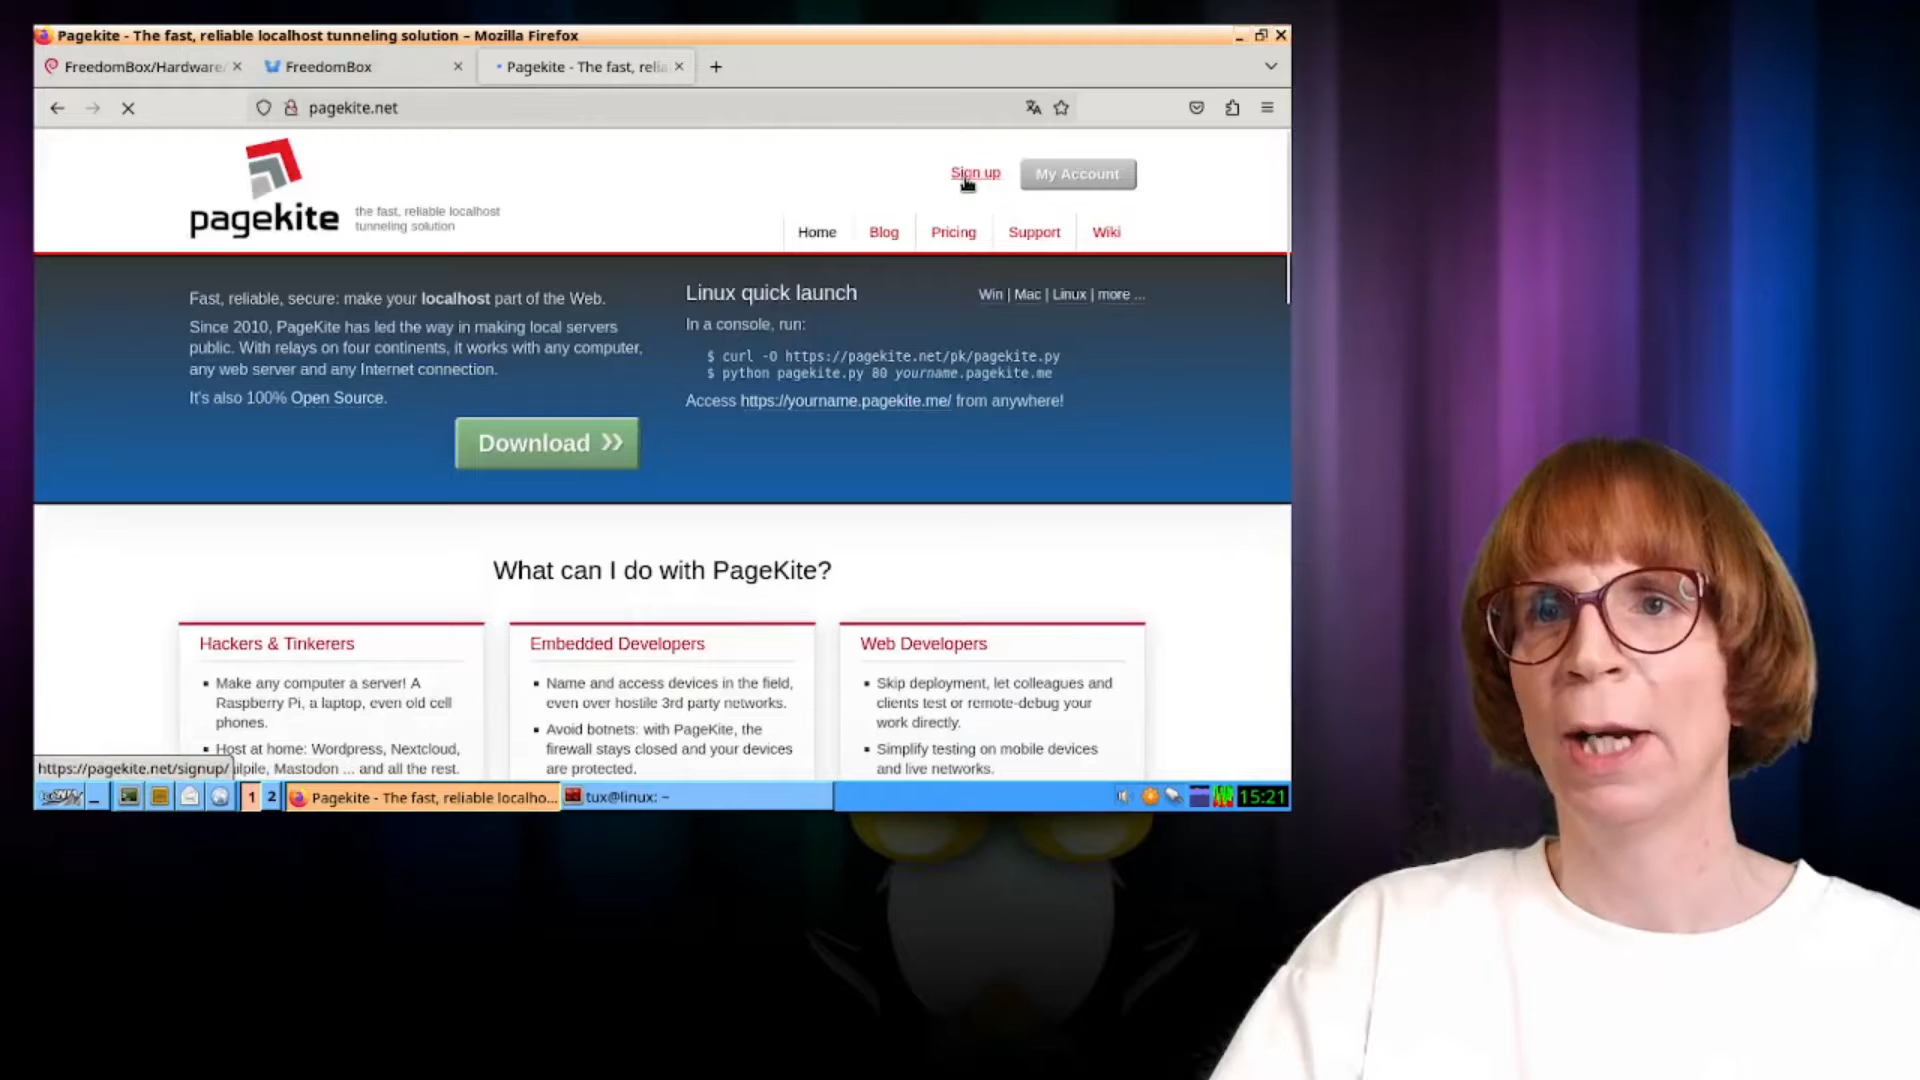 Pagekite - The fast, reliable localhost tunneling solution – Mozilla Firefox
FreedomBox/Hardware/
FreedomBox
Pagekite - The fast, relia
pagekite.net
Sign up
My Account
pagekite
the fast, reliable localhost
tunneling solution
Home
Blog
Pricing
Support
Wiki
Fast, reliable, secure: make your localhost part of the Web.
Since 2010, PageKite has led the way in making local servers
public. With relays on four continents, it works with any computer,
any web server and any Internet connection.
It's also 100% Open Source.
Download »
Linux quick launch
Win | Mac | Linux | more ...
In a console, run:
$ curl -O https://pagekite.net/pk/pagekite.py
$ python pagekite.py 80 yourname.pagekite.me
Access https://yourname.pagekite.me/ from anywhere!
What can I do with PageKite?
Hackers & Tinkerers
Make any computer a server! A
Raspberry Pi, a laptop, even old cell
phones.
Host at home: Wordpress, Nextcloud,
ilpile, Mastodon ... and all the rest.
Embedded Developers
Name and access devices in the field,
even over hostile 3rd party networks.
Avoid botnets: with PageKite, the
firewall stays closed and your devices
are protected.
Web Developers
Skip deployment, let colleagues and
clients test or remote-debug your
work directly.
Simplify testing on mobile devices
and live networks.
https://pagekite.net/signup/
1 2
Pagekite - The fast, reliable localho...
tux@linux: ~
15:21